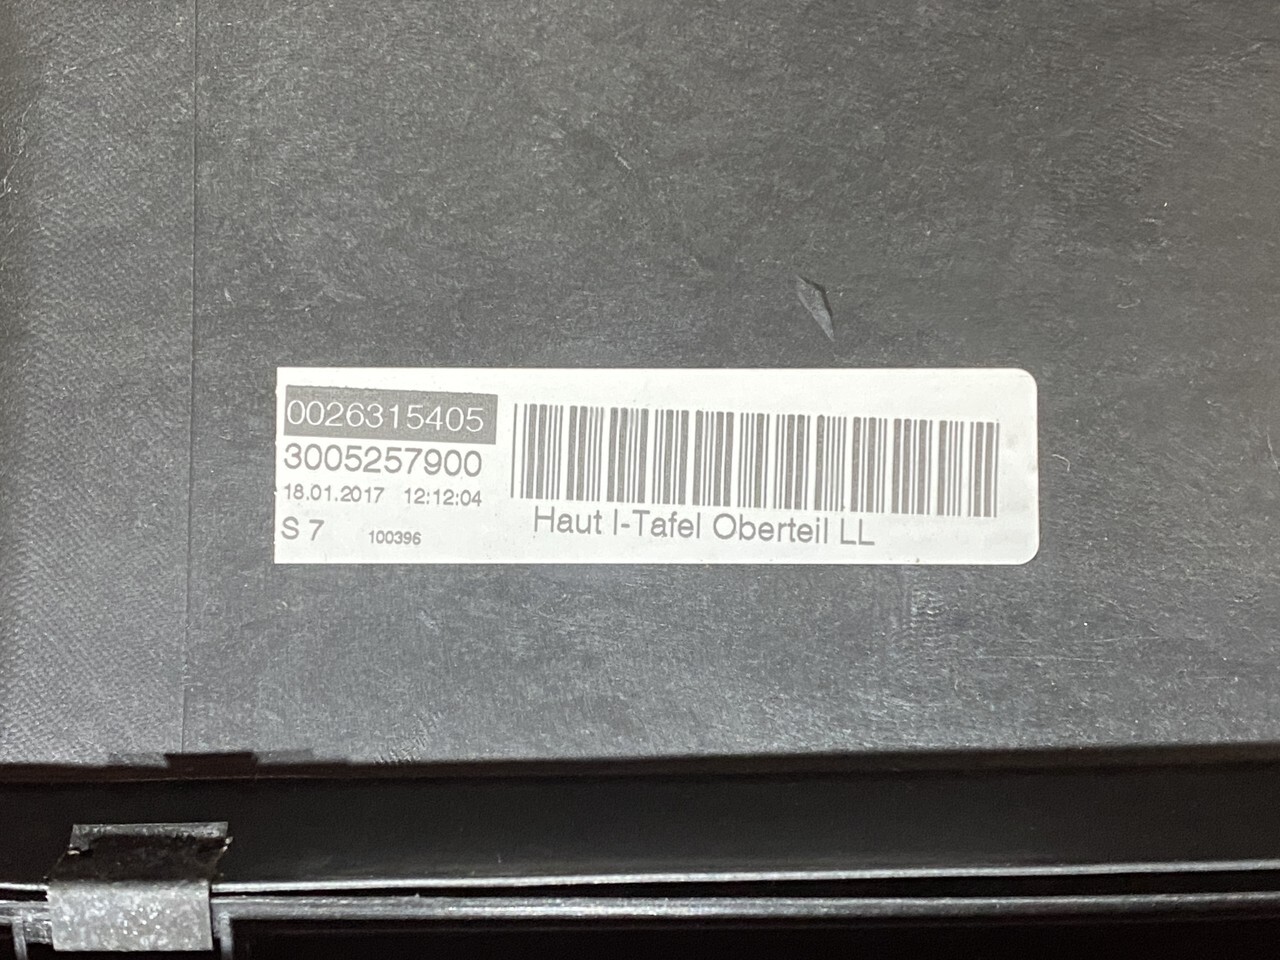 0026315405
3005257900
18.01.2017 12:12:04
S 7 100396
Haut I-Tafel Oberteil LL